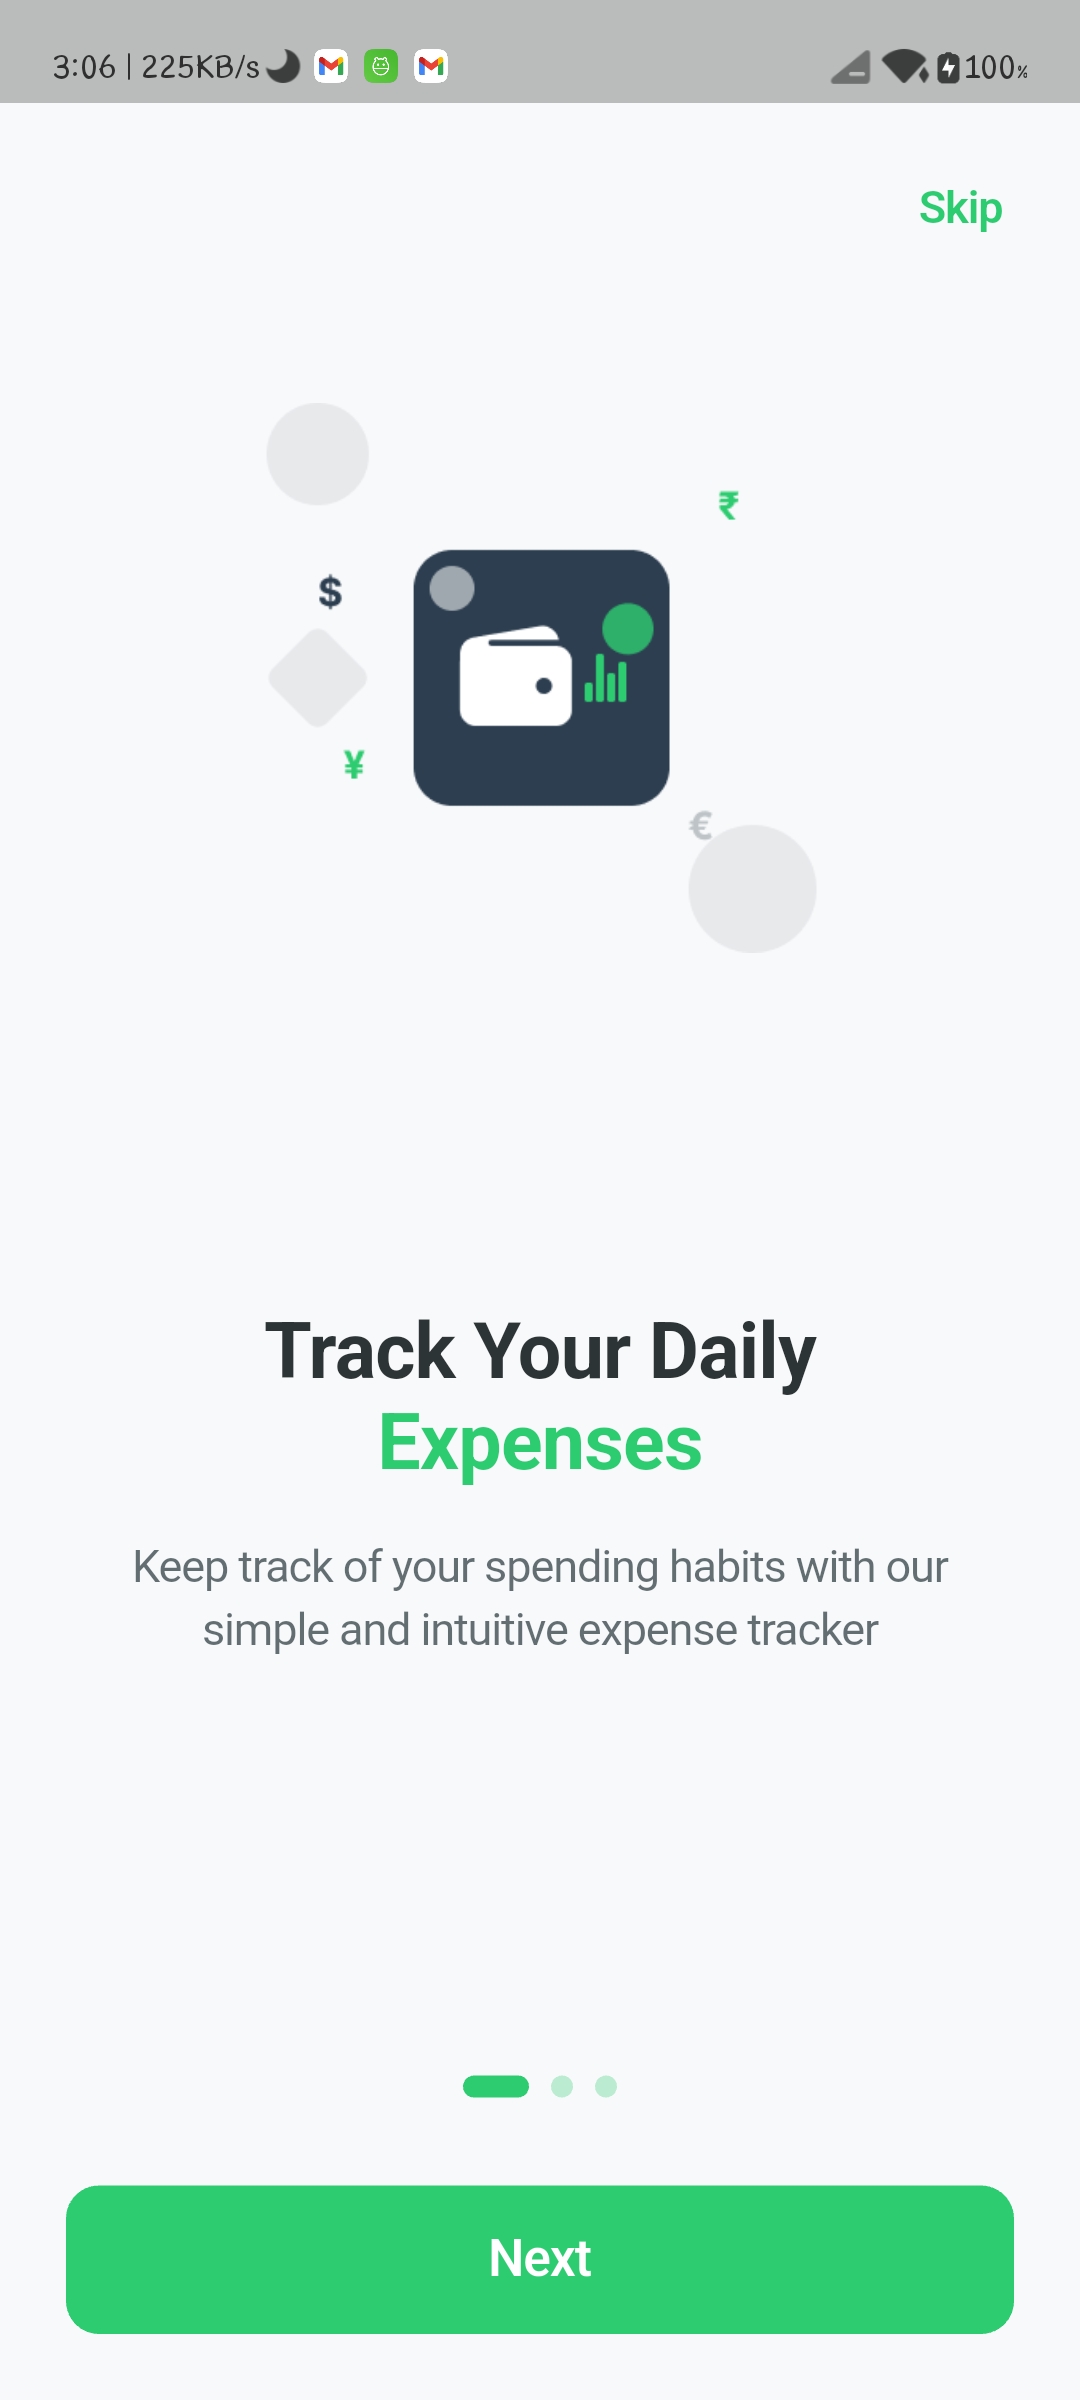 3:06 | 225KB/s 100%
Skip
₹
$
¥
€
Track Your Daily
Expenses
Keep track of your spending habits with our
simple and intuitive expense tracker
Next